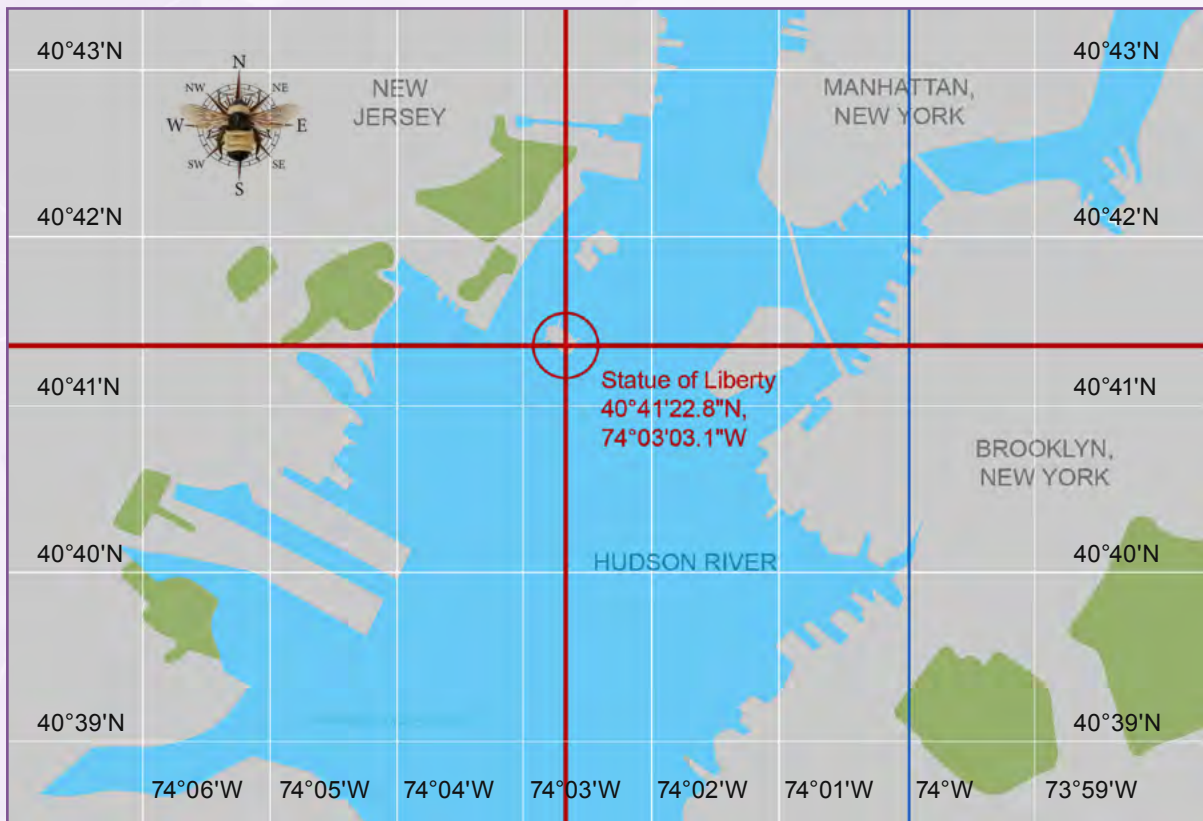 40°43'N
40°43'N
N
NW
NE
W
E
SW
SE
S
NEW
JERSEY
MANHATTAN,
NEW YORK
40°42'N
40°42'N
40°41'N
40°41'N
Statue of Liberty
40°41'22.8"N,
74°03'03.1"W
BROOKLYN,
NEW YORK
40°40'N
40°40'N
HUDSON RIVER
40°39'N
40°39'N
74°06'W 74°05'W 74°04'W 74°03'W 74°02'W 74°01'W 74°W 73°59'W